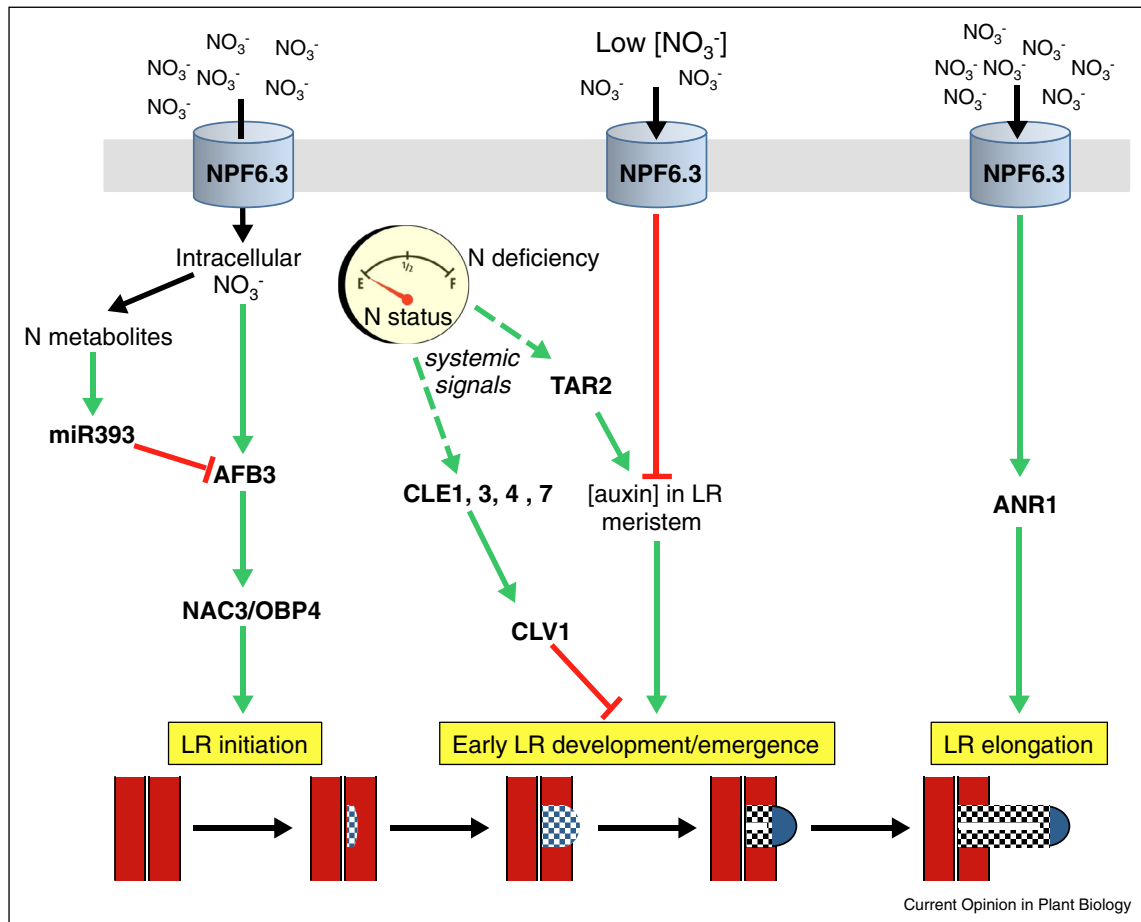 NO₃⁻
NO₃⁻
NO₃⁻
NO₃⁻
NO₃⁻
NO₃⁻
Low [NO₃⁻]
NO₃⁻
NO₃⁻
NO₃⁻
NO₃⁻
NO₃⁻
NO₃⁻
NO₃⁻
NO₃⁻
NO₃⁻
NPF6.3
NPF6.3
NPF6.3
Intracellular
NO₃⁻
N metabolites
miR393
AFB3
NAC3/OBP4
E
1/2
F
N status
N deficiency
systemic
signals
TAR2
CLE1, 3, 4 , 7
CLV1
[auxin] in LR
meristem
ANR1
LR initiation
Early LR development/emergence
LR elongation
Current Opinion in Plant Biology